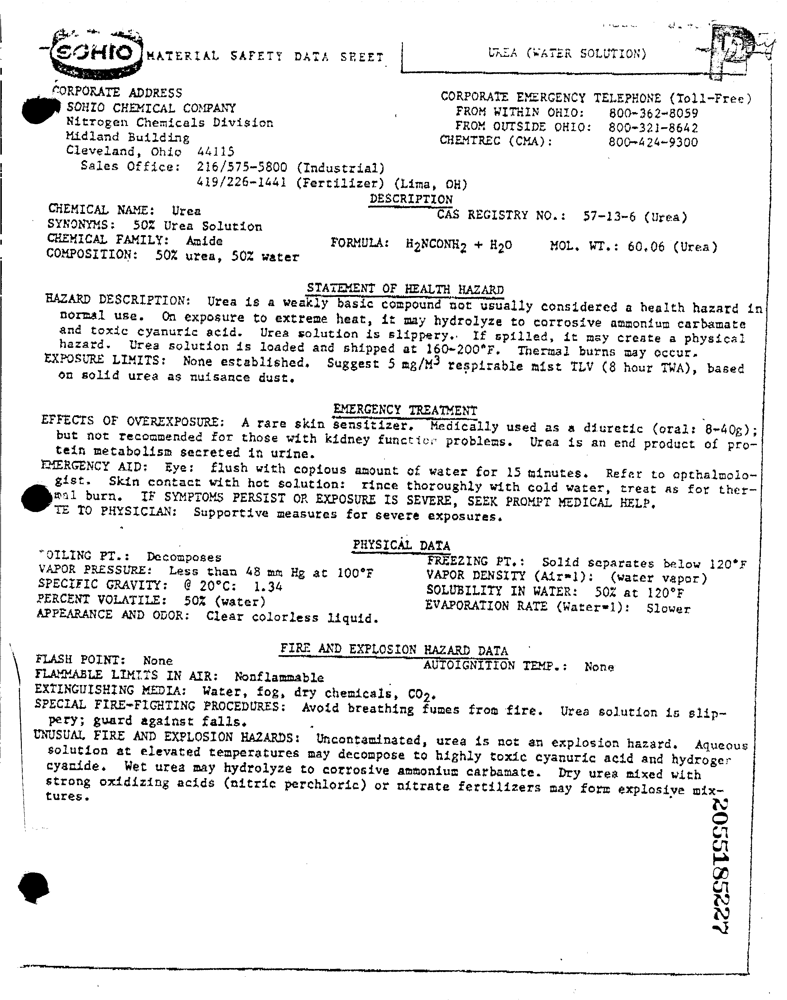 SOHIO MATERIAL SAFETY DATA SHEET
UREA (WATER SOLUTION)
CORPORATE ADDRESS
SOHIO CHEMICAL COMPANY
Nitrogen Chemicals Division
Midland Building
Cleveland, Ohio 44115
Sales Office: 216/575-5800 (Industrial)
419/226-1441 (Fertilizer) (Lima, OH)
CORPORATE EMERGENCY TELEPHONE (Toll-Free)
FROM WITHIN OHIO: 800-362-8059
FROM OUTSIDE OHIO: 800-321-8642
CHEMTREC (CMA): 800-424-9300
DESCRIPTION
CHEMICAL NAME: Urea CAS REGISTRY NO.: 57-13-6 (Urea)
SYNONYMS: 50% Urea Solution
CHEMICAL FAMILY: Amide FORMULA: H2NCONH2 + H2O MOL. WT.: 60.06 (Urea)
COMPOSITION: 50% urea, 50% water
STATEMENT OF HEALTH HAZARD
HAZARD DESCRIPTION: Urea is a weakly basic compound not usually considered a health hazard in
normal use. On exposure to extreme heat, it may hydrolyze to corrosive ammonium carbamate
and toxic cyanuric acid. Urea solution is slippery. If spilled, it may create a physical
hazard. Urea solution is loaded and shipped at 160-200°F. Thermal burns may occur.
EXPOSURE LIMITS: None established. Suggest 5 mg/M3 respirable mist TLV (8 hour TWA), based
on solid urea as nuisance dust.
EMERGENCY TREATMENT
EFFECTS OF OVEREXPOSURE: A rare skin sensitizer. Medically used as a diuretic (oral: 8-40g);
but not recommended for those with kidney function problems. Urea is an end product of pro-
tein metabolism secreted in urine.
EMERGENCY AID: Eye: flush with copious amount of water for 15 minutes. Refer to opthalmolo-
gist. Skin contact with hot solution: rince thoroughly with cold water, treat as for ther-
mal burn. IF SYMPTOMS PERSIST OR EXPOSURE IS SEVERE, SEEK PROMPT MEDICAL HELP.
TE TO PHYSICIAN: Supportive measures for severe exposures.
PHYSICAL DATA
OILING PT.: Decomposes FREEZING PT.: Solid separates below 120°F
VAPOR PRESSURE: Less than 48 mm Hg at 100°F VAPOR DENSITY (Air=1): (water vapor)
SPECIFIC GRAVITY: @ 20°C: 1.34 SOLUBILITY IN WATER: 50% at 120°F
PERCENT VOLATILE: 50% (water) EVAPORATION RATE (Water=1): Slower
APPEARANCE AND ODOR: Clear colorless liquid.
FIRE AND EXPLOSION HAZARD DATA
FLASH POINT: None AUTOIGNITION TEMP.: None
FLAMMABLE LIMITS IN AIR: Nonflammable
EXTINGUISHING MEDIA: Water, fog, dry chemicals, CO2.
SPECIAL FIRE-FIGHTING PROCEDURES: Avoid breathing fumes from fire. Urea solution is slip-
pery; guard against falls.
UNUSUAL FIRE AND EXPLOSION HAZARDS: Uncontaminated, urea is not an explosion hazard. Aqueous
solution at elevated temperatures may decompose to highly toxic cyanuric acid and hydrogen
cyanide. Wet urea may hydrolyze to corrosive ammonium carbamate. Dry urea mixed with
strong oxidizing acids (nitric perchloric) or nitrate fertilizers may form explosive mix-
tures.
2055185227